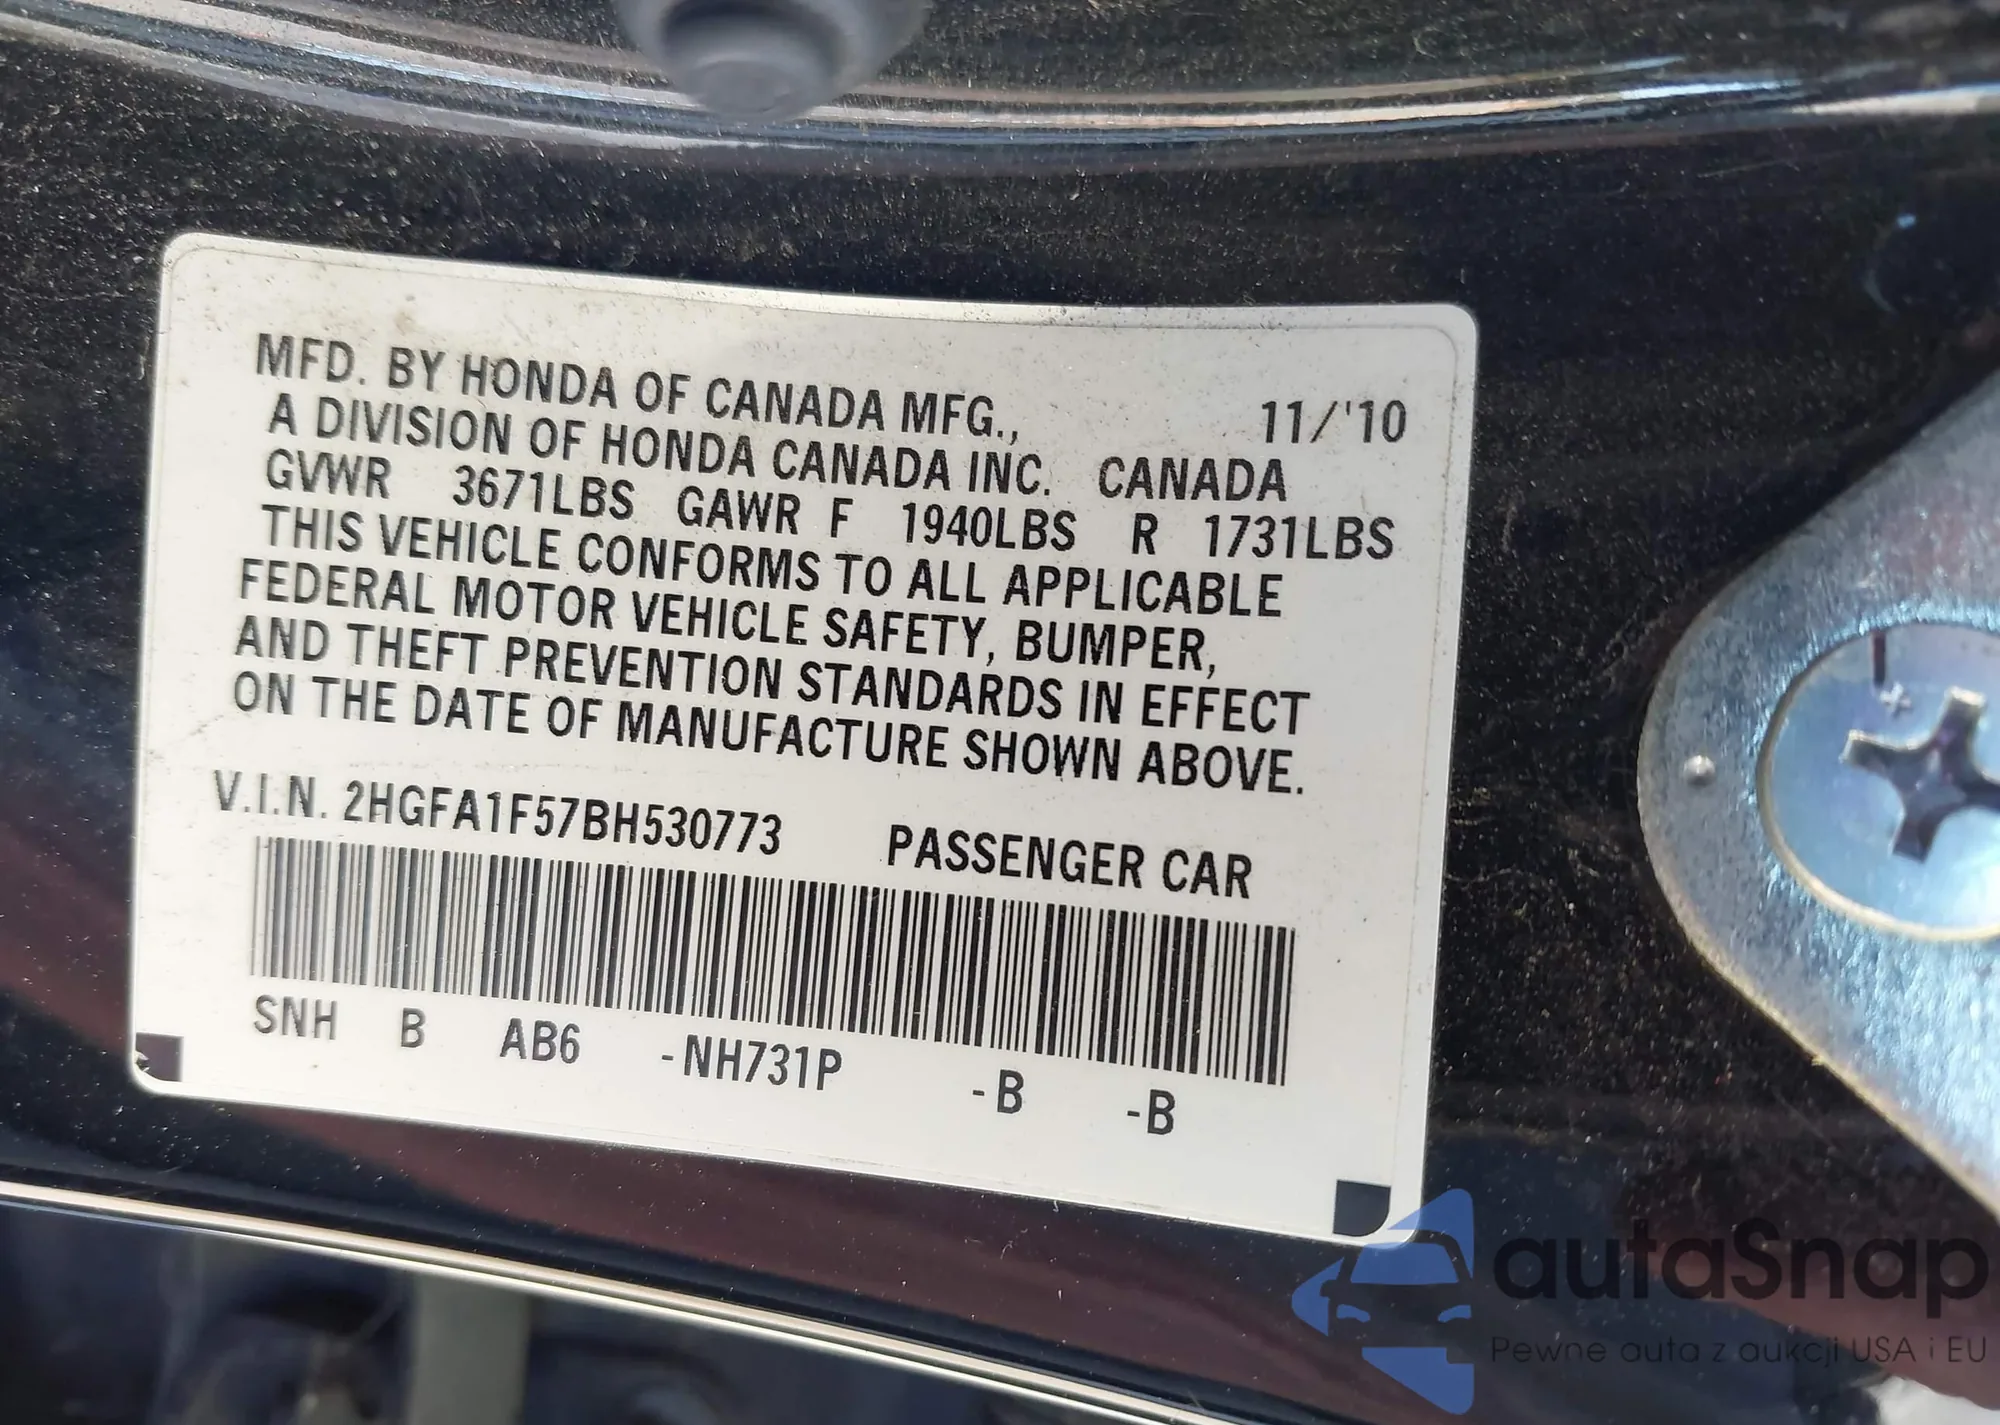 MFD. BY HONDA OF CANADA MFG., 11/'10
A DIVISION OF HONDA CANADA INC. CANADA
GVWR 3671LBS GAWR F 1940LBS R 1731LBS
THIS VEHICLE CONFORMS TO ALL APPLICABLE
FEDERAL MOTOR VEHICLE SAFETY, BUMPER,
AND THEFT PREVENTION STANDARDS IN EFFECT
ON THE DATE OF MANUFACTURE SHOWN ABOVE.
V.I.N. 2HGFA1F57BH530773 PASSENGER CAR
SNH B AB6 -NH731P -B -B
autaSnap
Pewne auta z aukcji USA i EU